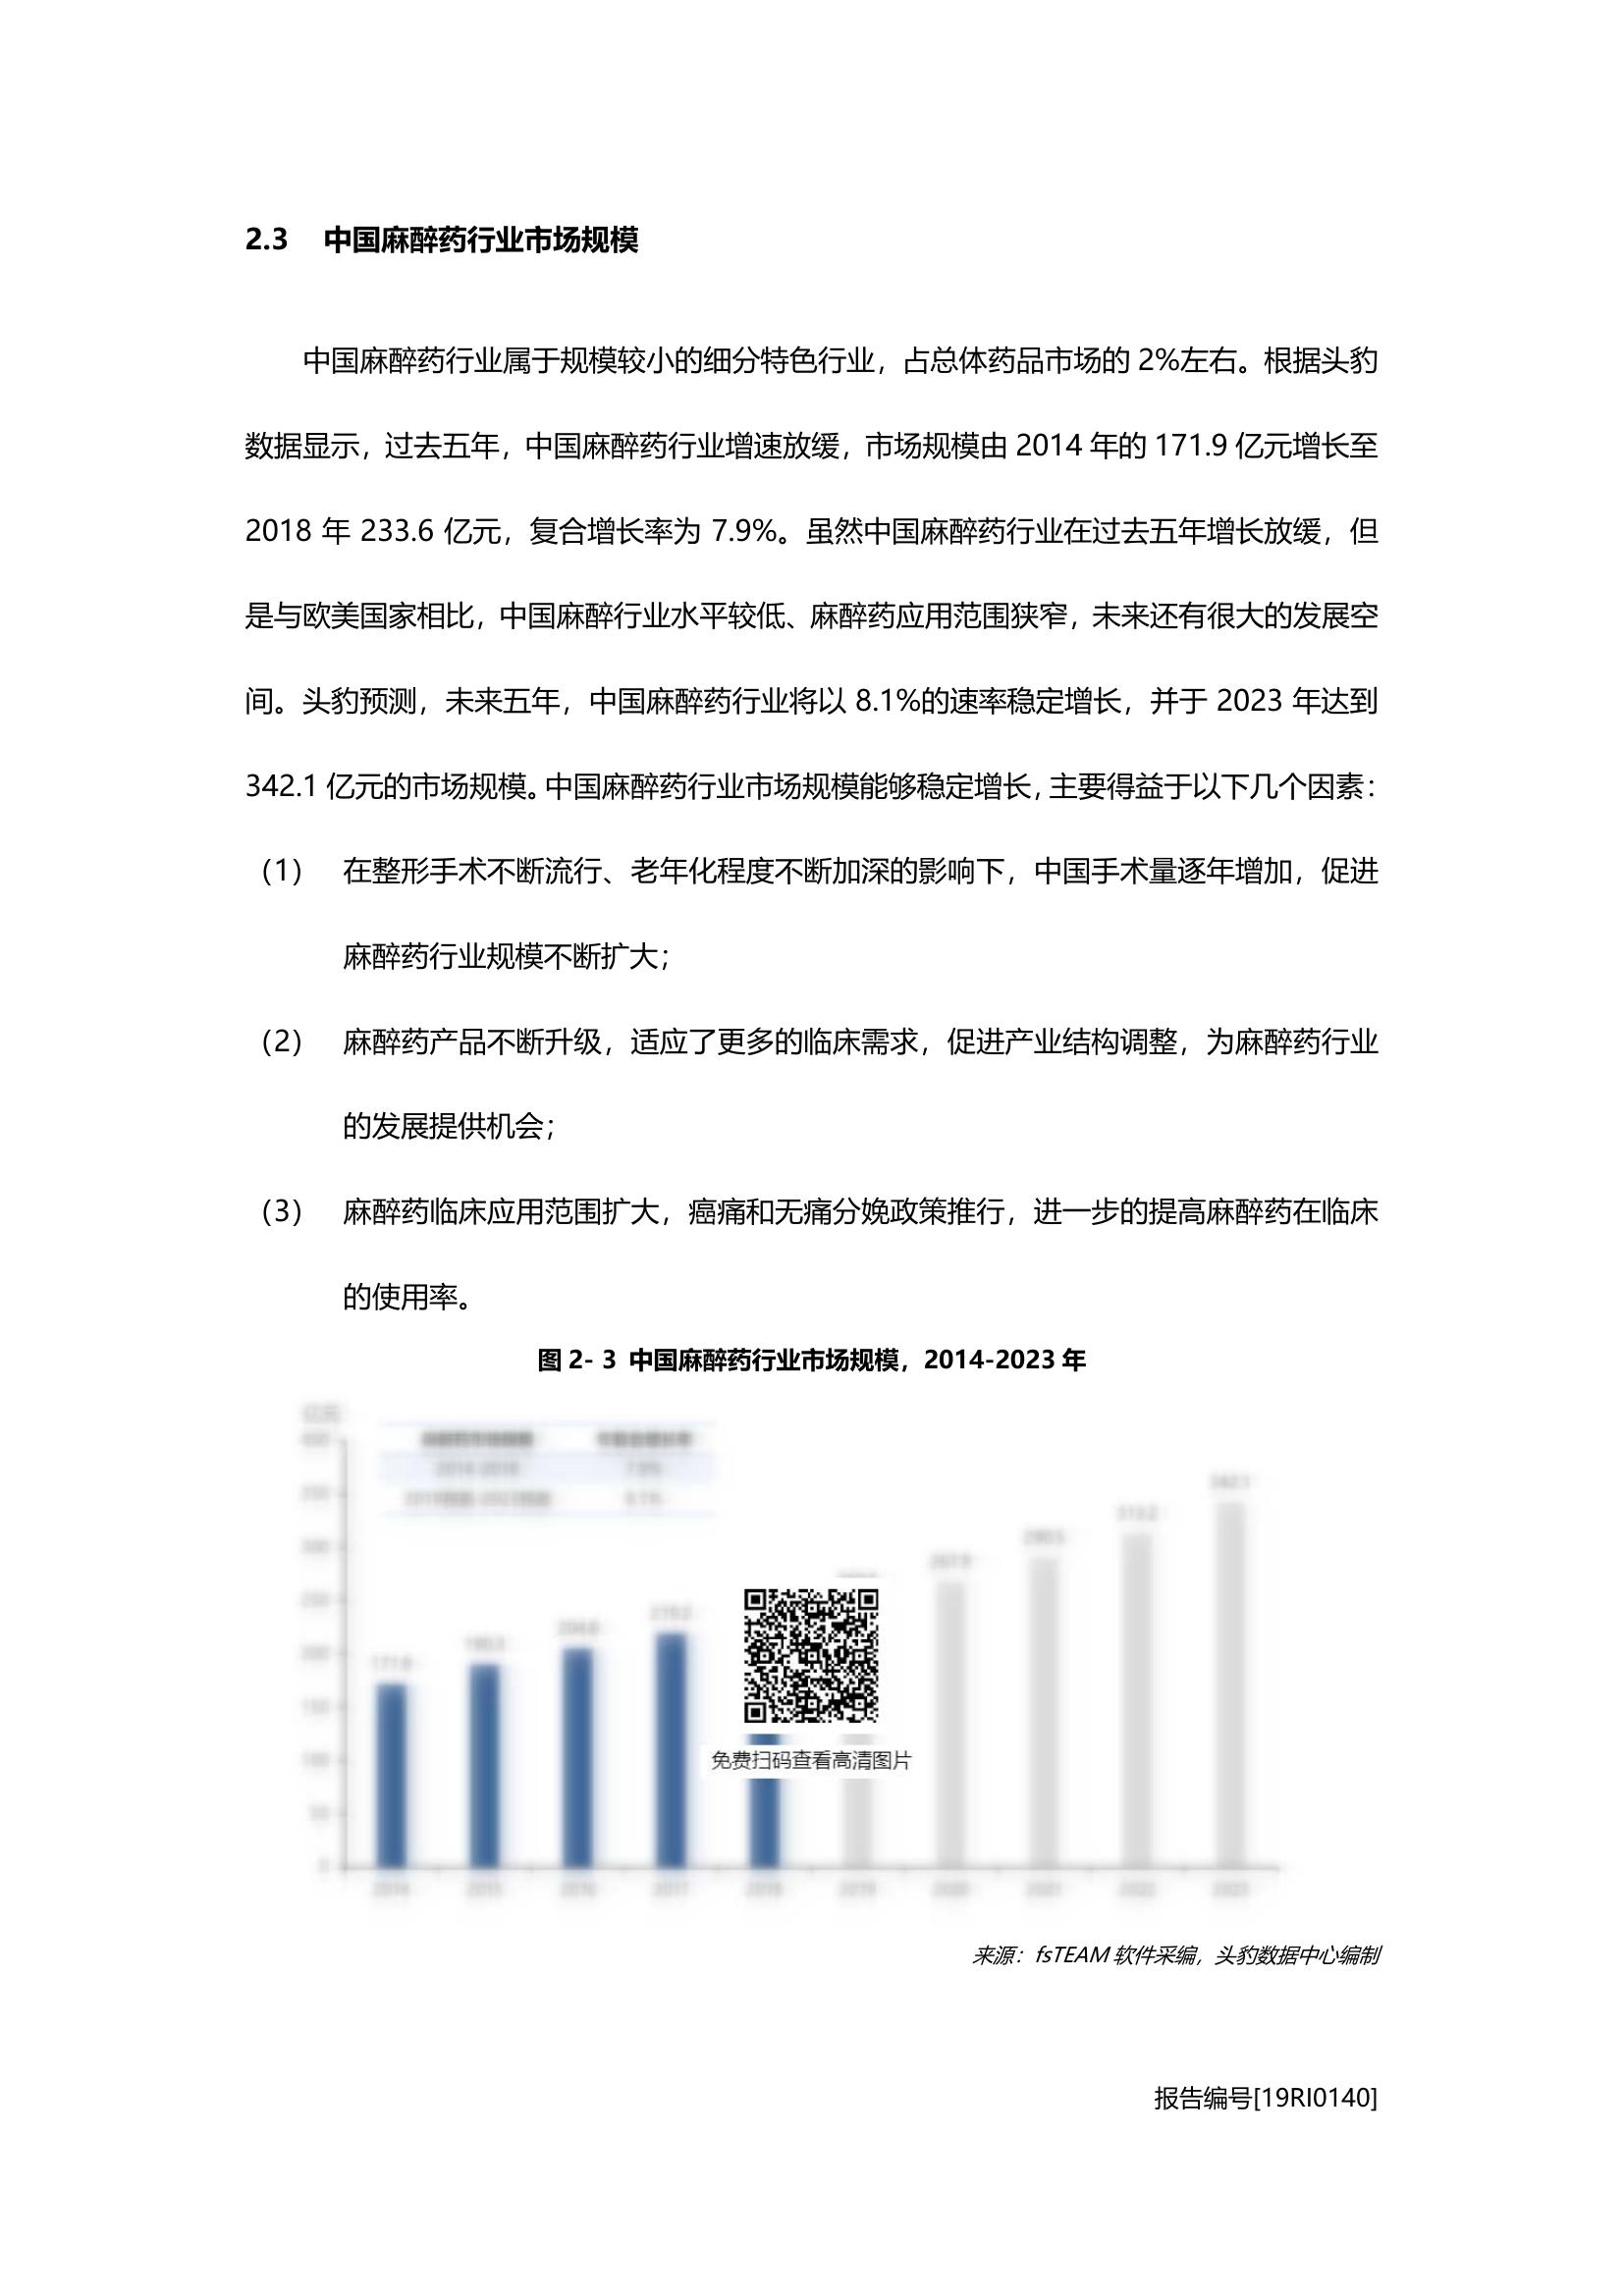 2.3 中国麻醉药行业市场规模
中国麻醉药行业属于规模较小的细分特色行业，占总体药品市场的 2%左右。根据头豹
数据显示，过去五年，中国麻醉药行业增速放缓，市场规模由 2014 年的 171.9 亿元增长至
2018 年 233.6 亿元，复合增长率为 7.9%。虽然中国麻醉药行业在过去五年增长放缓，但
是与欧美国家相比，中国麻醉行业水平较低、麻醉药应用范围狭窄，未来还有很大的发展空
间。头豹预测，未来五年，中国麻醉药行业将以 8.1%的速率稳定增长，并于 2023 年达到
342.1 亿元的市场规模。中国麻醉药行业市场规模能够稳定增长，主要得益于以下几个因素：
（1） 在整形手术不断流行、老年化程度不断加深的影响下，中国手术量逐年增加，促进
麻醉药行业规模不断扩大；
（2） 麻醉药产品不断升级，适应了更多的临床需求，促进产业结构调整，为麻醉药行业
的发展提供机会；
（3） 麻醉药临床应用范围扩大，癌痛和无痛分娩政策推行，进一步的提高麻醉药在临床
的使用率。
图 2- 3 中国麻醉药行业市场规模，2014-2023 年
免费扫码查看高清图片
来源：fsTEAM 软件采编，头豹数据中心编制
报告编号[19RI0140]